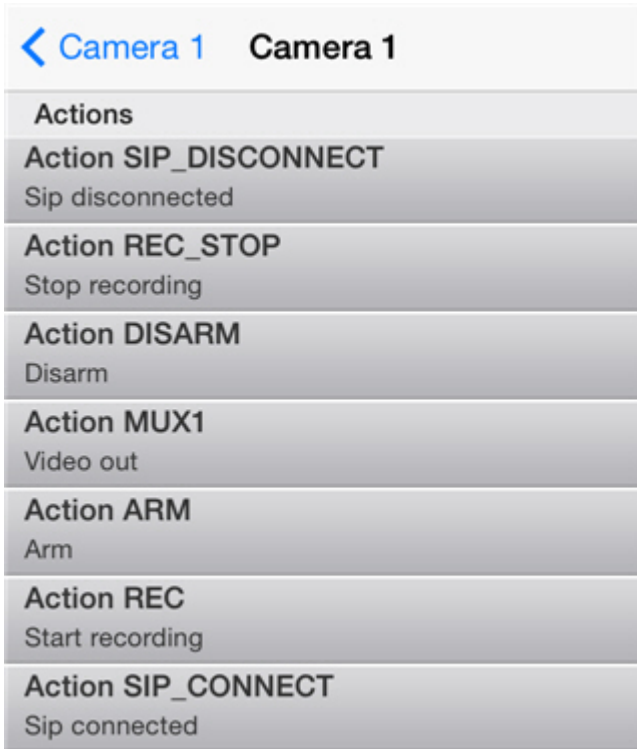 Camera 1 Camera 1
Actions
Action SIP_DISCONNECT
Sip disconnected
Action REC_STOP
Stop recording
Action DISARM
Disarm
Action MUX1
Video out
Action ARM
Arm
Action REC
Start recording
Action SIP_CONNECT
Sip connected